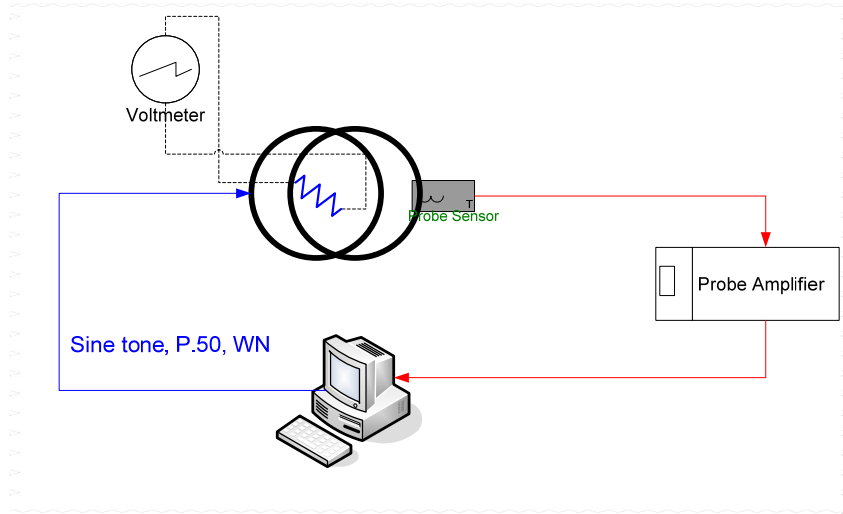 Voltmeter
T
Probe Sensor
Probe Amplifier
Sine tone, P.50, WN